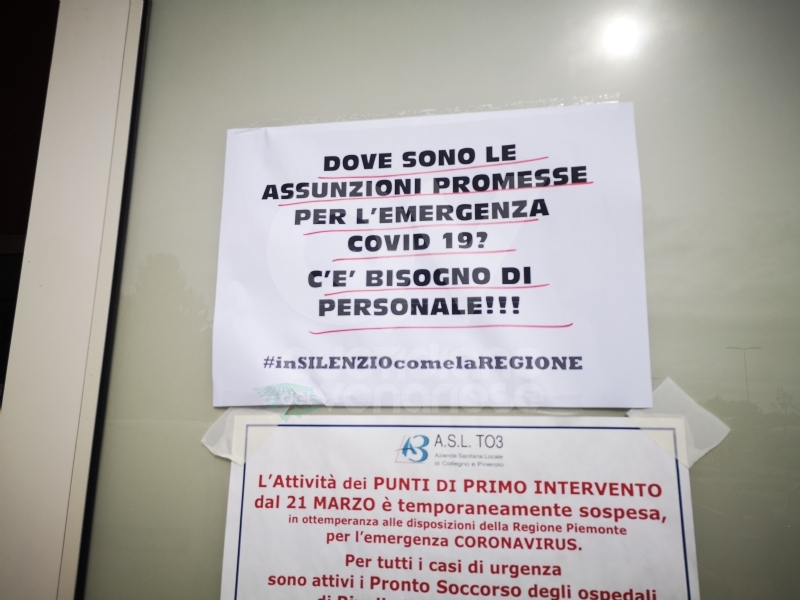 DOVE SONO LE
ASSUNZIONI PROMESSE
PER L'EMERGENZA
COVID 19?
C'E' BISOGNO DI
PERSONALE!!!
#inSILENZIOcomelaREGIONE
A.S.L. TO3
Azienda Sanitaria Locale
di Collegno e Pinerolo
L'Attività dei PUNTI DI PRIMO INTERVENTO
dal 21 MARZO è temporaneamente sospesa,
in ottemperanza alle disposizioni della Regione Piemonte
per l'emergenza CORONAVIRUS.
Per tutti i casi di urgenza
sono attivi i Pronto Soccorso degli ospedali
di